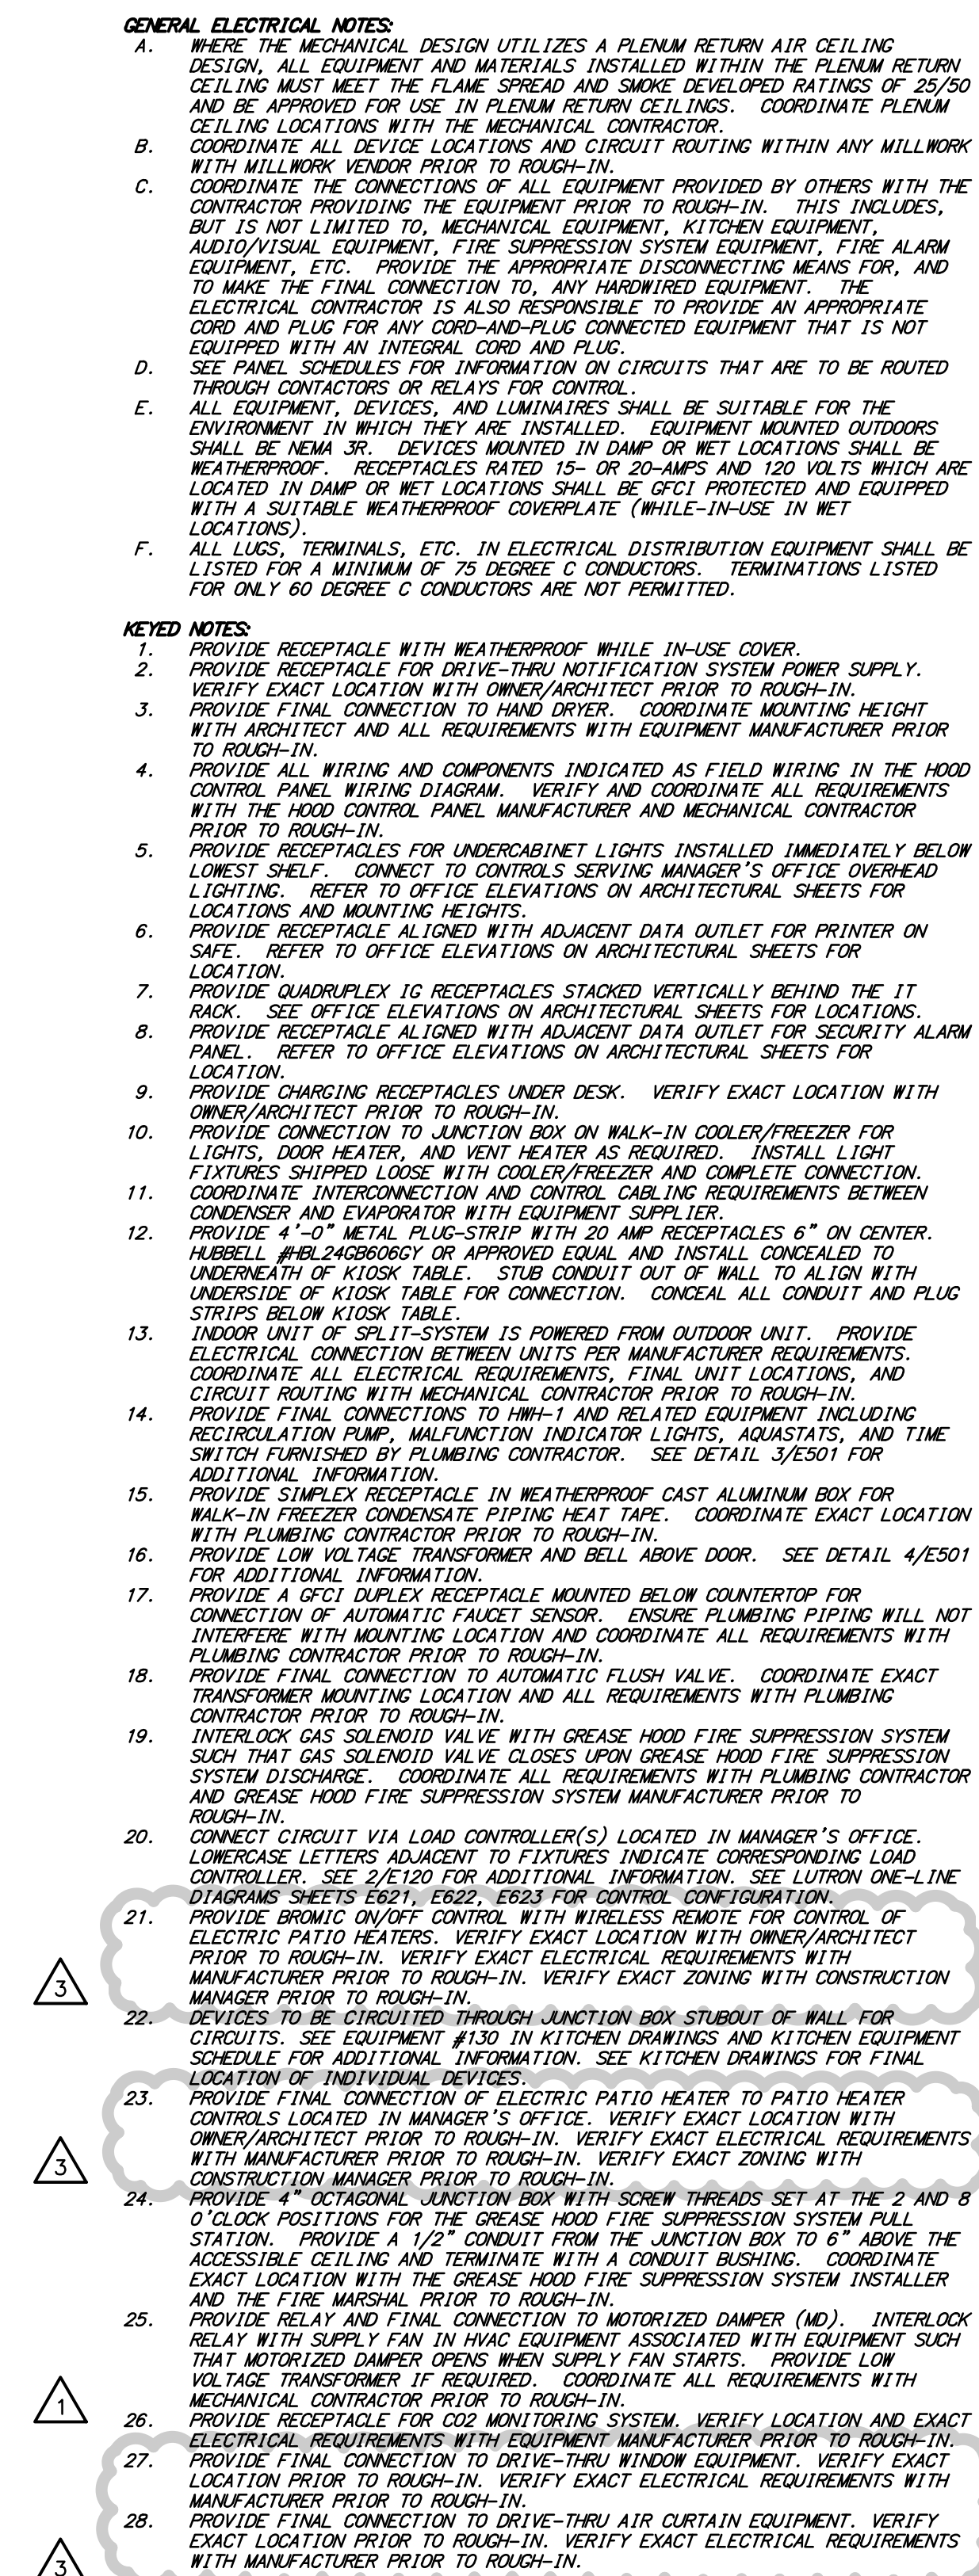 GENERAL ELECTRICAL NOTES:
A. WHERE THE MECHANICAL DESIGN UTILIZES A PLENUM RETURN AIR CEILING
DESIGN, ALL EQUIPMENT AND MATERIALS INSTALLED WITHIN THE PLENUM RETURN
CEILING MUST MEET THE FLAME SPREAD AND SMOKE DEVELOPED RATINGS OF 25/50
AND BE APPROVED FOR USE IN PLENUM RETURN CEILINGS. COORDINATE PLENUM
CEILING LOCATIONS WITH THE MECHANICAL CONTRACTOR.
B. COORDINATE ALL DEVICE LOCATIONS AND CIRCUIT ROUTING WITHIN ANY MILLWORK
WITH MILLWORK VENDOR PRIOR TO ROUGH-IN.
C. COORDINATE THE CONNECTIONS OF ALL EQUIPMENT PROVIDED BY OTHERS WITH THE
CONTRACTOR PROVIDING THE EQUIPMENT PRIOR TO ROUGH-IN. THIS INCLUDES,
BUT IS NOT LIMITED TO, MECHANICAL EQUIPMENT, KITCHEN EQUIPMENT,
AUDIO/VISUAL EQUIPMENT, FIRE SUPPRESSION SYSTEM EQUIPMENT, FIRE ALARM
EQUIPMENT, ETC. PROVIDE THE APPROPRIATE DISCONNECTING MEANS FOR, AND
TO MAKE THE FINAL CONNECTION TO, ANY HARDWIRED EQUIPMENT. THE
ELECTRICAL CONTRACTOR IS ALSO RESPONSIBLE TO PROVIDE AN APPROPRIATE
CORD AND PLUG FOR ANY CORD-AND-PLUG CONNECTED EQUIPMENT THAT IS NOT
EQUIPPED WITH AN INTEGRAL CORD AND PLUG.
D. SEE PANEL SCHEDULES FOR INFORMATION ON CIRCUITS THAT ARE TO BE ROUTED
THROUGH CONTACTORS OR RELAYS FOR CONTROL.
E. ALL EQUIPMENT, DEVICES, AND LUMINAIRES SHALL BE SUITABLE FOR THE
ENVIRONMENT IN WHICH THEY ARE INSTALLED. EQUIPMENT MOUNTED OUTDOORS
SHALL BE NEMA 3R. DEVICES MOUNTED IN DAMP OR WET LOCATIONS SHALL BE
WEATHERPROOF. RECEPTACLES RATED 15- OR 20-AMPS AND 120 VOLTS WHICH ARE
LOCATED IN DAMP OR WET LOCATIONS SHALL BE GFCI PROTECTED AND EQUIPPED
WITH A SUITABLE WEATHERPROOF COVERPLATE (WHILE-IN-USE IN WET
LOCATIONS).
F. ALL LUGS, TERMINALS, ETC. IN ELECTRICAL DISTRIBUTION EQUIPMENT SHALL BE
LISTED FOR A MINIMUM OF 75 DEGREE C CONDUCTORS. TERMINATIONS LISTED
FOR ONLY 60 DEGREE C CONDUCTORS ARE NOT PERMITTED.
KEYED NOTES:
1. PROVIDE RECEPTACLE WITH WEATHERPROOF WHILE IN-USE COVER.
2. PROVIDE RECEPTACLE FOR DRIVE-THRU NOTIFICATION SYSTEM POWER SUPPLY.
VERIFY EXACT LOCATION WITH OWNER/ARCHITECT PRIOR TO ROUGH-IN.
3. PROVIDE FINAL CONNECTION TO HAND DRYER. COORDINATE MOUNTING HEIGHT
WITH ARCHITECT AND ALL REQUIREMENTS WITH EQUIPMENT MANUFACTURER PRIOR
TO ROUGH-IN.
4. PROVIDE ALL WIRING AND COMPONENTS INDICATED AS FIELD WIRING IN THE HOOD
CONTROL PANEL WIRING DIAGRAM. VERIFY AND COORDINATE ALL REQUIREMENTS
WITH THE HOOD CONTROL PANEL MANUFACTURER AND MECHANICAL CONTRACTOR
PRIOR TO ROUGH-IN.
5. PROVIDE RECEPTACLES FOR UNDERCABINET LIGHTS INSTALLED IMMEDIATELY BELOW
LOWEST SHELF. CONNECT TO CONTROLS SERVING MANAGER'S OFFICE OVERHEAD
LIGHTING. REFER TO OFFICE ELEVATIONS ON ARCHITECTURAL SHEETS FOR
LOCATIONS AND MOUNTING HEIGHTS.
6. PROVIDE RECEPTACLE ALIGNED WITH ADJACENT DATA OUTLET FOR PRINTER ON
SAFE. REFER TO OFFICE ELEVATIONS ON ARCHITECTURAL SHEETS FOR
LOCATION.
7. PROVIDE QUADRUPLEX IG RECEPTACLES STACKED VERTICALLY BEHIND THE IT
RACK. SEE OFFICE ELEVATIONS ON ARCHITECTURAL SHEETS FOR LOCATIONS.
8. PROVIDE RECEPTACLE ALIGNED WITH ADJACENT DATA OUTLET FOR SECURITY ALARM
PANEL. REFER TO OFFICE ELEVATIONS ON ARCHITECTURAL SHEETS FOR
LOCATION.
9. PROVIDE CHARGING RECEPTACLES UNDER DESK. VERIFY EXACT LOCATION WITH
OWNER/ARCHITECT PRIOR TO ROUGH-IN.
10. PROVIDE CONNECTION TO JUNCTION BOX ON WALK-IN COOLER/FREEZER FOR
LIGHTS, DOOR HEATER, AND VENT HEATER AS REQUIRED. INSTALL LIGHT
FIXTURES SHIPPED LOOSE WITH COOLER/FREEZER AND COMPLETE CONNECTION.
11. COORDINATE INTERCONNECTION AND CONTROL CABLING REQUIREMENTS BETWEEN
CONDENSER AND EVAPORATOR WITH EQUIPMENT SUPPLIER.
12. PROVIDE 4'-0" METAL PLUG-STRIP WITH 20 AMP RECEPTACLES 6" ON CENTER.
HUBBELL #HBL24GB606GY OR APPROVED EQUAL AND INSTALL CONCEALED TO
UNDERNEATH OF KIOSK TABLE. STUB CONDUIT OUT OF WALL TO ALIGN WITH
UNDERSIDE OF KIOSK TABLE FOR CONNECTION. CONCEAL ALL CONDUIT AND PLUG
STRIPS BELOW KIOSK TABLE.
13. INDOOR UNIT OF SPLIT-SYSTEM IS POWERED FROM OUTDOOR UNIT. PROVIDE
ELECTRICAL CONNECTION BETWEEN UNITS PER MANUFACTURER REQUIREMENTS.
COORDINATE ALL ELECTRICAL REQUIREMENTS, FINAL UNIT LOCATIONS, AND
CIRCUIT ROUTING WITH MECHANICAL CONTRACTOR PRIOR TO ROUGH-IN.
14. PROVIDE FINAL CONNECTIONS TO HWH-1 AND RELATED EQUIPMENT INCLUDING
RECIRCULATION PUMP, MALFUNCTION INDICATOR LIGHTS, AQUASTATS, AND TIME
SWITCH FURNISHED BY PLUMBING CONTRACTOR. SEE DETAIL 3/E501 FOR
ADDITIONAL INFORMATION.
15. PROVIDE SIMPLEX RECEPTACLE IN WEATHERPROOF CAST ALUMINUM BOX FOR
WALK-IN FREEZER CONDENSATE PIPING HEAT TAPE. COORDINATE EXACT LOCATION
WITH PLUMBING CONTRACTOR PRIOR TO ROUGH-IN.
16. PROVIDE LOW VOLTAGE TRANSFORMER AND BELL ABOVE DOOR. SEE DETAIL 4/E501
FOR ADDITIONAL INFORMATION.
17. PROVIDE A GFCI DUPLEX RECEPTACLE MOUNTED BELOW COUNTERTOP FOR
CONNECTION OF AUTOMATIC FAUCET SENSOR. ENSURE PLUMBING PIPING WILL NOT
INTERFERE WITH MOUNTING LOCATION AND COORDINATE ALL REQUIREMENTS WITH
PLUMBING CONTRACTOR PRIOR TO ROUGH-IN.
18. PROVIDE FINAL CONNECTION TO AUTOMATIC FLUSH VALVE. COORDINATE EXACT
TRANSFORMER MOUNTING LOCATION AND ALL REQUIREMENTS WITH PLUMBING
CONTRACTOR PRIOR TO ROUGH-IN.
19. INTERLOCK GAS SOLENOID VALVE WITH GREASE HOOD FIRE SUPPRESSION SYSTEM
SUCH THAT GAS SOLENOID VALVE CLOSES UPON GREASE HOOD FIRE SUPPRESSION
SYSTEM DISCHARGE. COORDINATE ALL REQUIREMENTS WITH PLUMBING CONTRACTOR
AND GREASE HOOD FIRE SUPPRESSION SYSTEM MANUFACTURER PRIOR TO
ROUGH-IN.
20. CONNECT CIRCUIT VIA LOAD CONTROLLER(S) LOCATED IN MANAGER'S OFFICE.
LOWERCASE LETTERS ADJACENT TO FIXTURES INDICATE CORRESPONDING LOAD
CONTROLLER. SEE 2/E120 FOR ADDITIONAL INFORMATION. SEE LUTRON ONE-LINE
DIAGRAMS SHEETS E621, E622, E623 FOR CONTROL CONFIGURATION.
21. PROVIDE BROMIC ON/OFF CONTROL WITH WIRELESS REMOTE FOR CONTROL OF
ELECTRIC PATIO HEATERS. VERIFY EXACT LOCATION WITH OWNER/ARCHITECT
PRIOR TO ROUGH-IN. VERIFY EXACT ELECTRICAL REQUIREMENTS WITH
3 MANUFACTURER PRIOR TO ROUGH-IN. VERIFY EXACT ZONING WITH CONSTRUCTION
MANAGER PRIOR TO ROUGH-IN.
22. DEVICES TO BE CIRCUITED THROUGH JUNCTION BOX STUBOUT OF WALL FOR
CIRCUITS. SEE EQUIPMENT #130 IN KITCHEN DRAWINGS AND KITCHEN EQUIPMENT
SCHEDULE FOR ADDITIONAL INFORMATION. SEE KITCHEN DRAWINGS FOR FINAL
LOCATION OF INDIVIDUAL DEVICES.
23. PROVIDE FINAL CONNECTION OF ELECTRIC PATIO HEATER TO PATIO HEATER
CONTROLS LOCATED IN MANAGER'S OFFICE. VERIFY EXACT LOCATION WITH
OWNER/ARCHITECT PRIOR TO ROUGH-IN. VERIFY EXACT ELECTRICAL REQUIREMENTS
3 WITH MANUFACTURER PRIOR TO ROUGH-IN. VERIFY EXACT ZONING WITH
CONSTRUCTION MANAGER PRIOR TO ROUGH-IN.
24. PROVIDE 4" OCTAGONAL JUNCTION BOX WITH SCREW THREADS SET AT THE 2 AND 8
O'CLOCK POSITIONS FOR THE GREASE HOOD FIRE SUPPRESSION SYSTEM PULL
STATION. PROVIDE A 1/2" CONDUIT FROM THE JUNCTION BOX TO 6" ABOVE THE
ACCESSIBLE CEILING AND TERMINATE WITH A CONDUIT BUSHING. COORDINATE
EXACT LOCATION WITH THE GREASE HOOD FIRE SUPPRESSION SYSTEM INSTALLER
AND THE FIRE MARSHAL PRIOR TO ROUGH-IN.
25. PROVIDE RELAY AND FINAL CONNECTION TO MOTORIZED DAMPER (MD). INTERLOCK
RELAY WITH SUPPLY FAN IN HVAC EQUIPMENT ASSOCIATED WITH EQUIPMENT SUCH
THAT MOTORIZED DAMPER OPENS WHEN SUPPLY FAN STARTS. PROVIDE LOW
VOLTAGE TRANSFORMER IF REQUIRED. COORDINATE ALL REQUIREMENTS WITH
1 MECHANICAL CONTRACTOR PRIOR TO ROUGH-IN.
26. PROVIDE RECEPTACLE FOR CO2 MONITORING SYSTEM. VERIFY LOCATION AND EXACT
ELECTRICAL REQUIREMENTS WITH EQUIPMENT MANUFACTURER PRIOR TO ROUGH-IN.
27. PROVIDE FINAL CONNECTION TO DRIVE-THRU WINDOW EQUIPMENT. VERIFY EXACT
LOCATION PRIOR TO ROUGH-IN. VERIFY EXACT ELECTRICAL REQUIREMENTS WITH
MANUFACTURER PRIOR TO ROUGH-IN.
28. PROVIDE FINAL CONNECTION TO DRIVE-THRU AIR CURTAIN EQUIPMENT. VERIFY
EXACT LOCATION PRIOR TO ROUGH-IN. VERIFY EXACT ELECTRICAL REQUIREMENTS
3 WITH MANUFACTURER PRIOR TO ROUGH-IN.